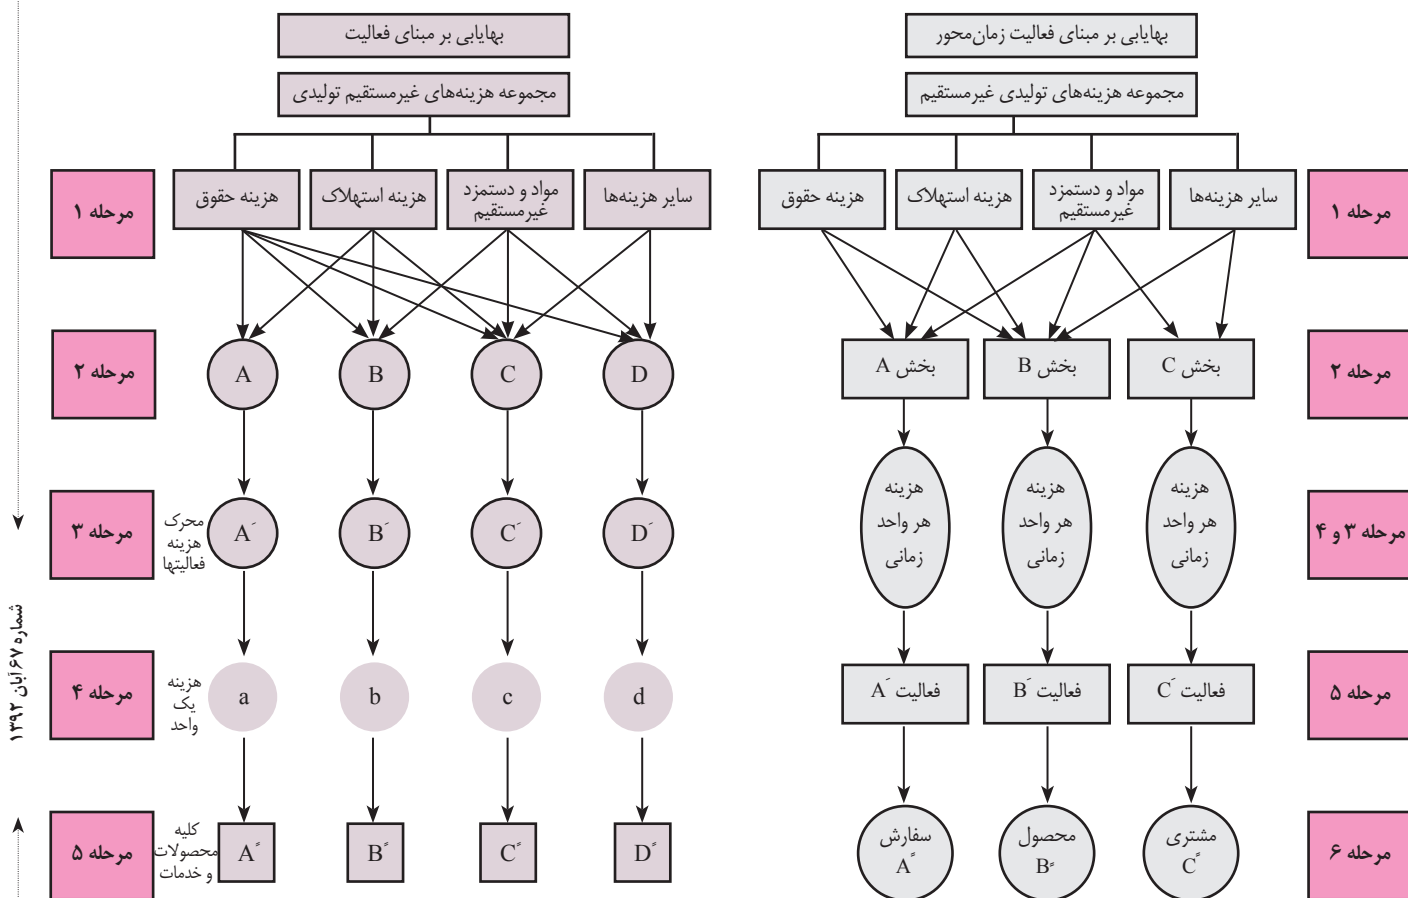 بهایابی بر مبنای فعالیت زمان‌محور
مجموعه هزینه‌های تولیدی غیرمستقیم
سایر هزینه‌ها
مواد و دستمزد
غیرمستقیم
هزینه استهلاک
هزینه حقوق
مرحله ۱
بخش A
بخش B
بخش C
مرحله ۲
هزینه
هر واحد
زمانی
هزینه
هر واحد
زمانی
هزینه
هر واحد
زمانی
مرحله ۳ و ۴
فعالیت A´
فعالیت B´
فعالیت C´
مرحله ۵
سفارش
A˝
محصول
B˝
مشتری
C˝
مرحله ۶
بهایابی بر مبنای فعالیت
مجموعه هزینه‌های غیرمستقیم تولیدی
سایر هزینه‌ها
مواد و دستمزد
غیرمستقیم
هزینه استهلاک
هزینه حقوق
مرحله ۱
A
B
C
D
مرحله ۲
A´
B´
C´
D´
محرک
هزینه
فعالیتها
مرحله ۳
a
b
c
d
هزینه
یک
واحد
مرحله ۴
A˝
B˝
C˝
D˝
کلیه
محصولات
و خدمات
مرحله ۵
شماره ۶۷ آبان ۱۳۹۲